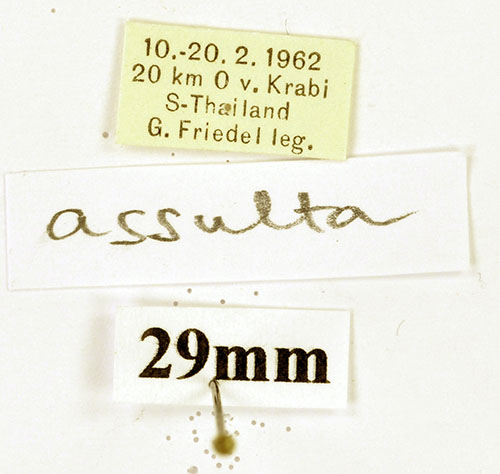 10.-20. 2. 1962
20 km O v. Krabi
S-Thailand
G. Friedel leg.
assulta
29mm